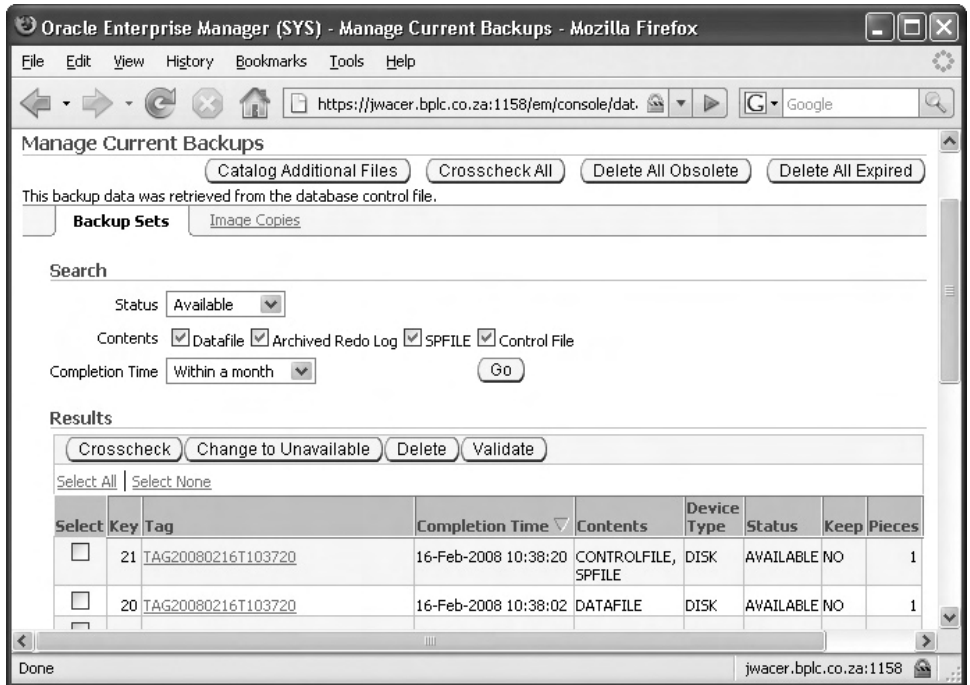 Oracle Enterprise Manager (SYS) - Manage Current Backups - Mozilla Firefox
File Edit View History Bookmarks Tools Help
https://jwacer.bplc.co.za:1158/em/console/dat. G Google
Manage Current Backups
Catalog Additional Files Crosscheck All Delete All Obsolete Delete All Expired
This backup data was retrieved from the database control file.
Backup Sets Image Copies
Search
Status Available
Contents Datafile Archived Redo Log SPFILE Control File
Completion Time Within a month Go
Results
Crosscheck Change to Unavailable Delete Validate
Select All Select None
Select Key Tag Completion Time Contents Device Type Status Keep Pieces
21 TAG20080216T103720 16-Feb-2008 10:38:20 CONTROLFILE, SPFILE DISK AVAILABLE NO 1
20 TAG20080216T103720 16-Feb-2008 10:38:02 DATAFILE DISK AVAILABLE NO 1
Done jwacer.bplc.co.za:1158